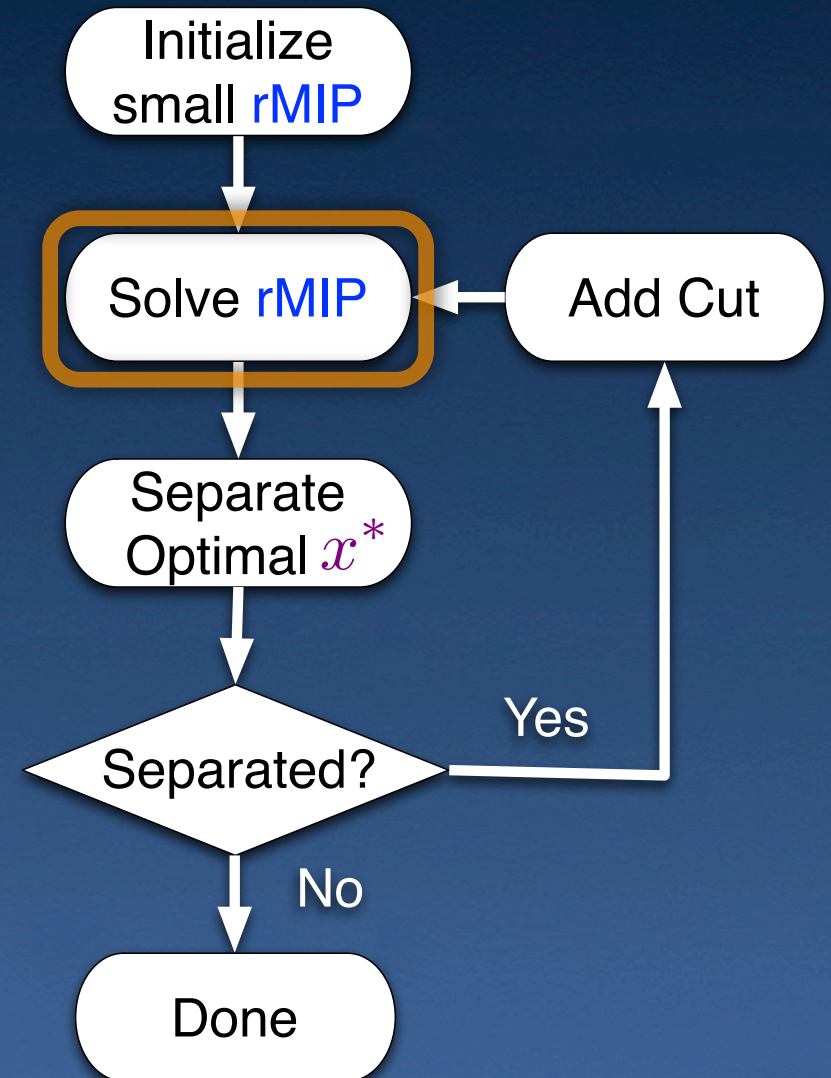 Initialize
small rMIP
Solve rMIP
Add Cut
Separate
Optimal x*
Separated?
Yes
No
Done